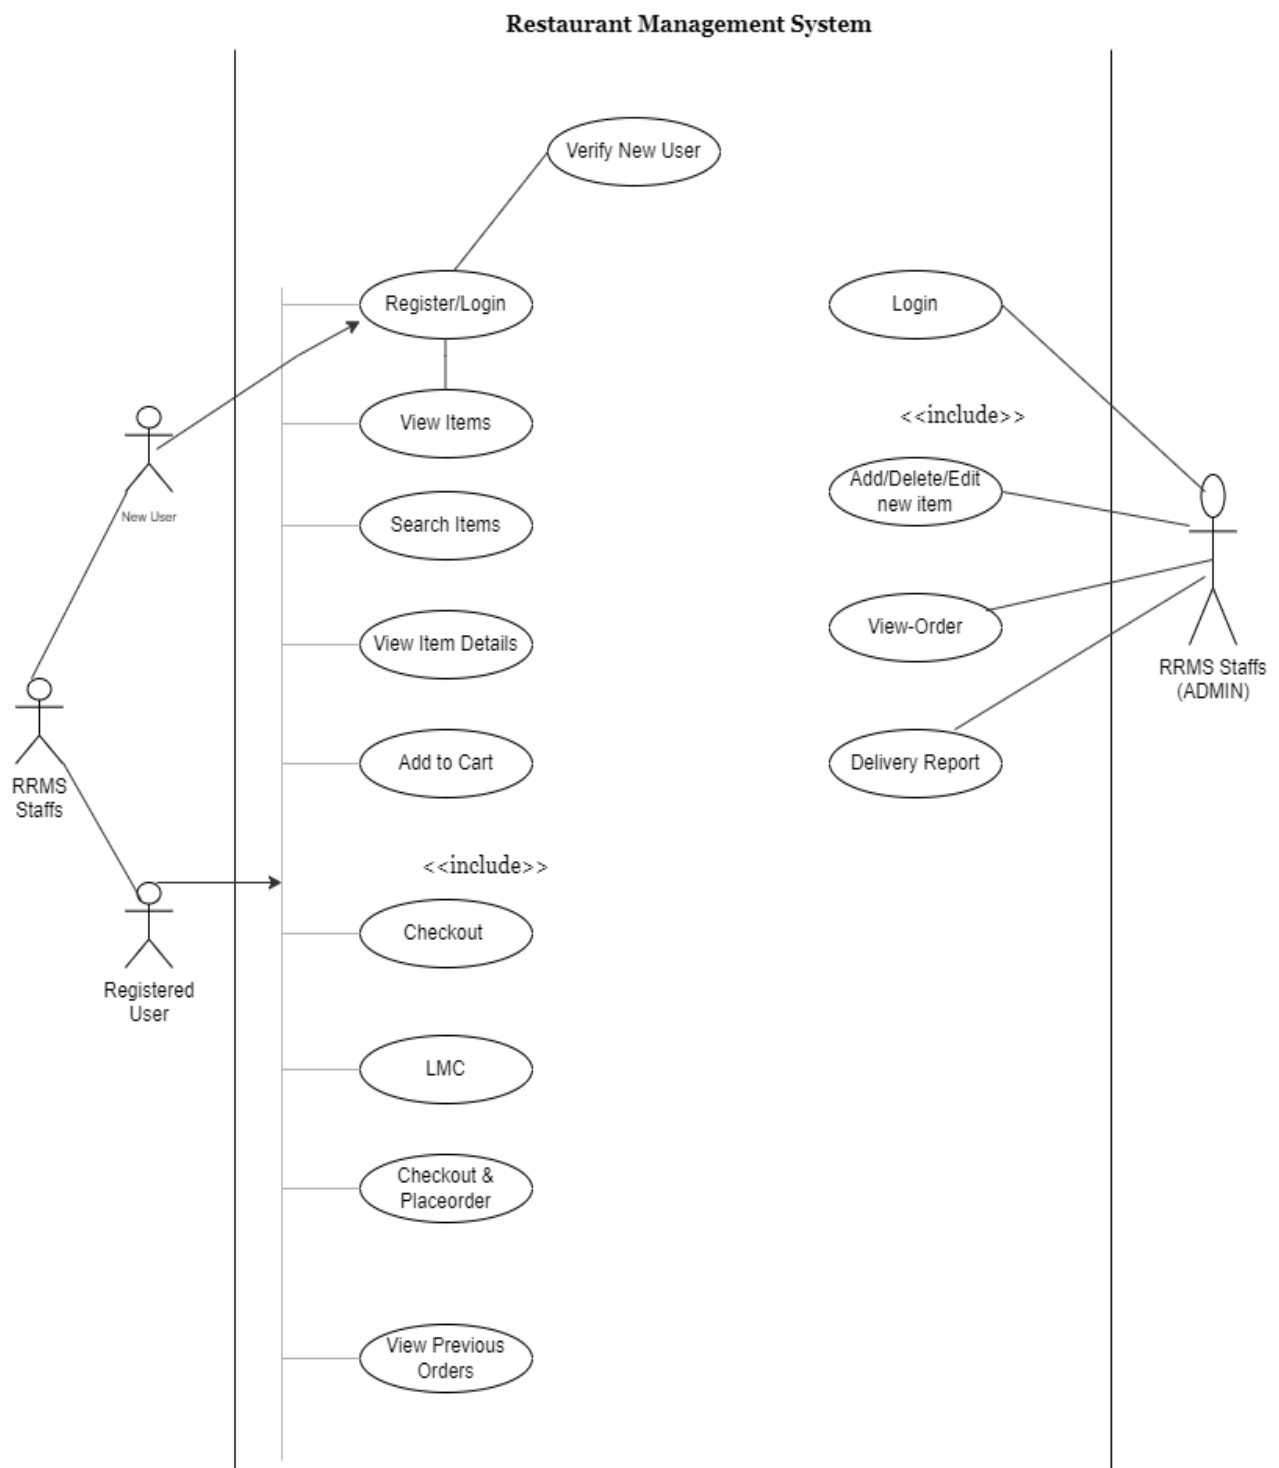 Restaurant Management System
Verify New User
Register/Login
Login
View Items
<<include>>
Add/Delete/Edit
new item
New User
Search Items
View-Order
View Item Details
RRMS Staffs
(ADMIN)
Add to Cart
Delivery Report
RRMS
Staffs
<<include>>
Checkout
Registered
User
LMC
Checkout &
Placeorder
View Previous
Orders